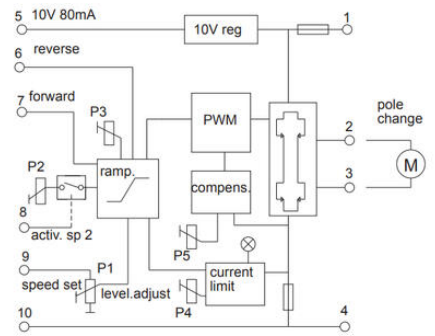 5 10V 80mA
10V reg
1
6 reverse
7 forward
P3
PWM
pole
change
2
M
3
P2
ramp.
compens.
8
activ. sp 2
P5
9
speed set
P1
level.adjust
P4
current
limit
10
4